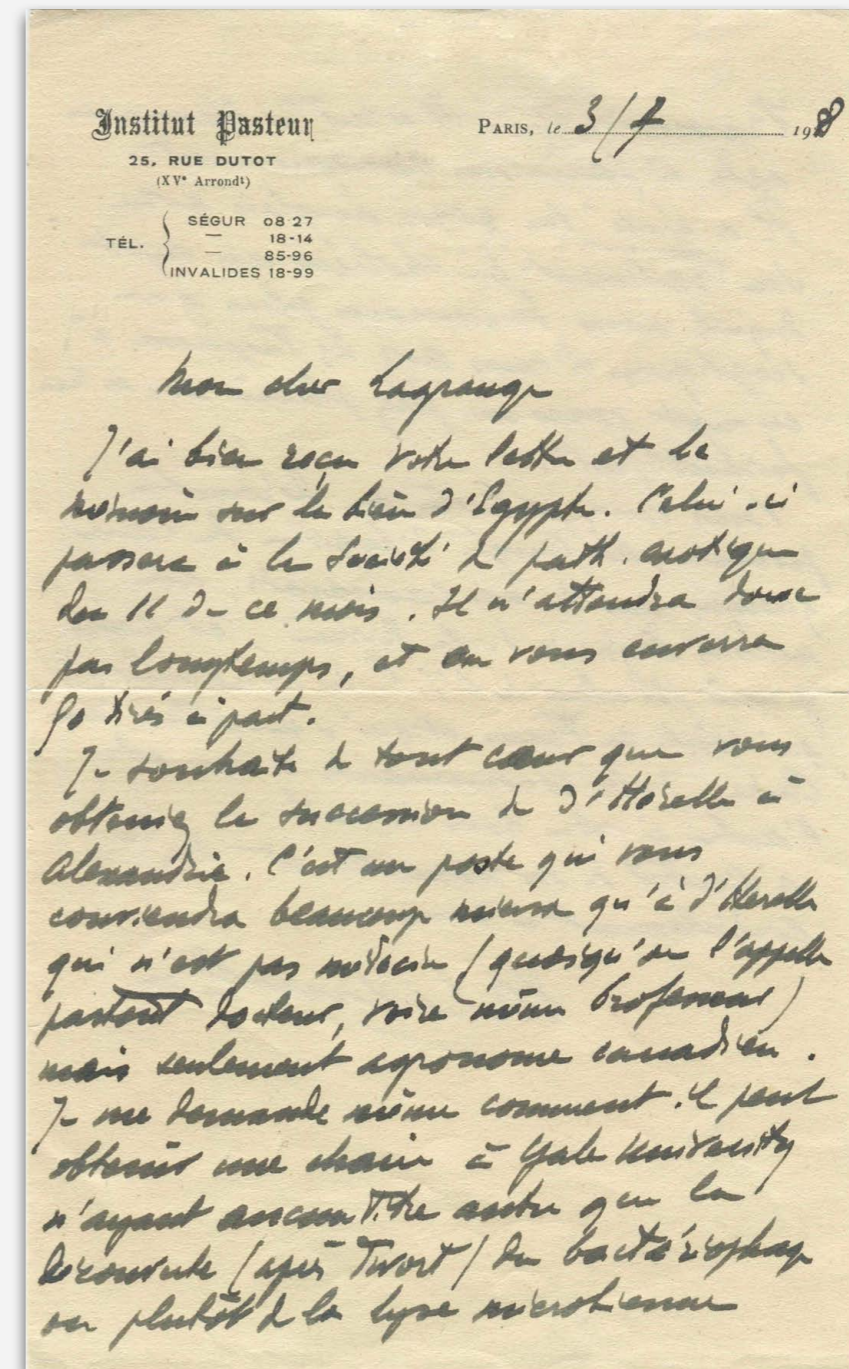 Institut Pasteur
25, RUE DUTOT
(XVe Arrondt)
TÉL.
SÉGUR 08-27
— 18-14
— 85-96
INVALIDES 18-99
PARIS, le 3/7 1928
Mon cher Lagrange
J'ai bien reçu votre lettre et le
mémoire sur le d'Egypte. Celui-ci
passera à la Société de path. exotique
du 11 de ce mois. Il n'attendra donc
pas longtemps, et on vous enverra
50 tirés à part.
Je souhaite de tout cœur que vous
obteniez la succession de d'Hérelle à
Alexandrie. C'est un poste qui vous
conviendra beaucoup mieux qu'à d'Herelle
qui n'est pas médecin (quoiqu'on l'appelle
partout docteur, voire même Professeur)
mais seulement agronome canadien.
Je me demande même comment il peut
obtenir une chaire à Yale University
n'ayant aucun Titre autre que la
découverte (après Twort) du bactériophage
ou plutôt de la lyse microbienne